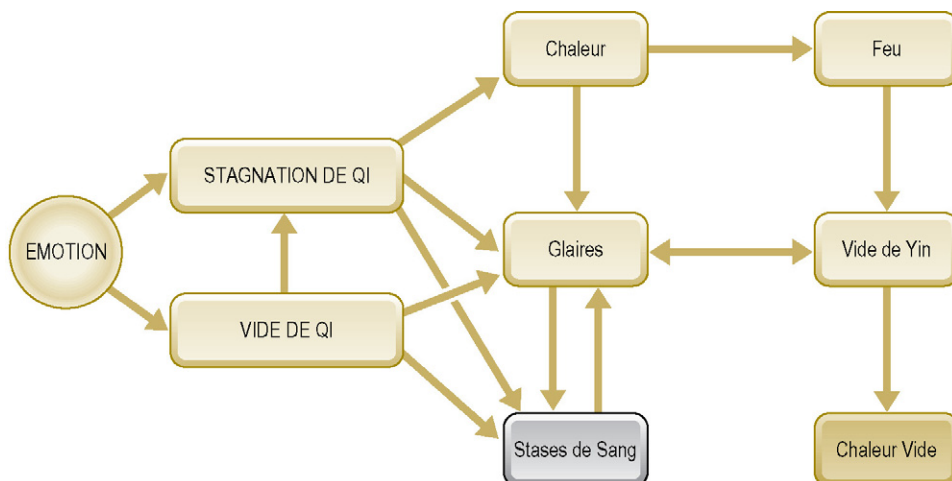 Chaleur
Feu
STAGNATION DE QI
EMOTION
Glaires
Vide de Yin
VIDE DE QI
Stases de Sang
Chaleur Vide